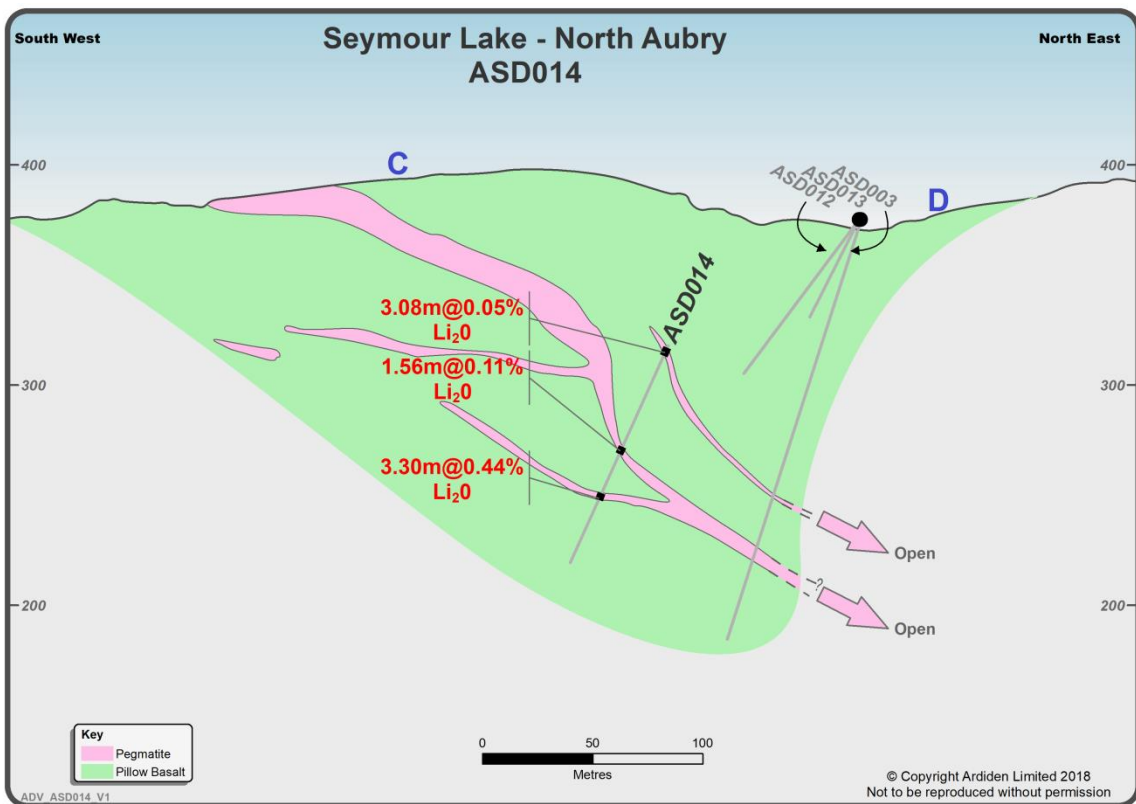 South West
Seymour Lake - North Aubry
ASD014
North East
400
400
C
ASD003
ASD013
ASD012
D
ASD014
3.08m@0.05%
Li₂0
1.56m@0.11%
Li₂0
3.30m@0.44%
Li₂0
300
300
Open
?
Open
200
200
Key
Pegmatite
Pillow Basalt
0
50
100
Metres
© Copyright Ardiden Limited 2018
Not to be reproduced without permission
ADV_ASD014_V1